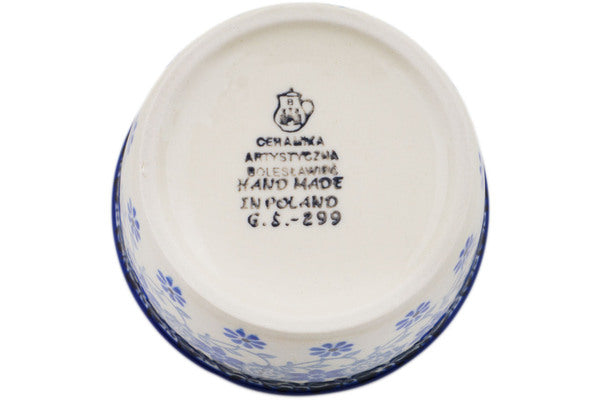 B
CERAMIKA
ARTYSTYCZNA
BOLESŁAWIEC
HAND MADE
IN POLAND
G.S.-299